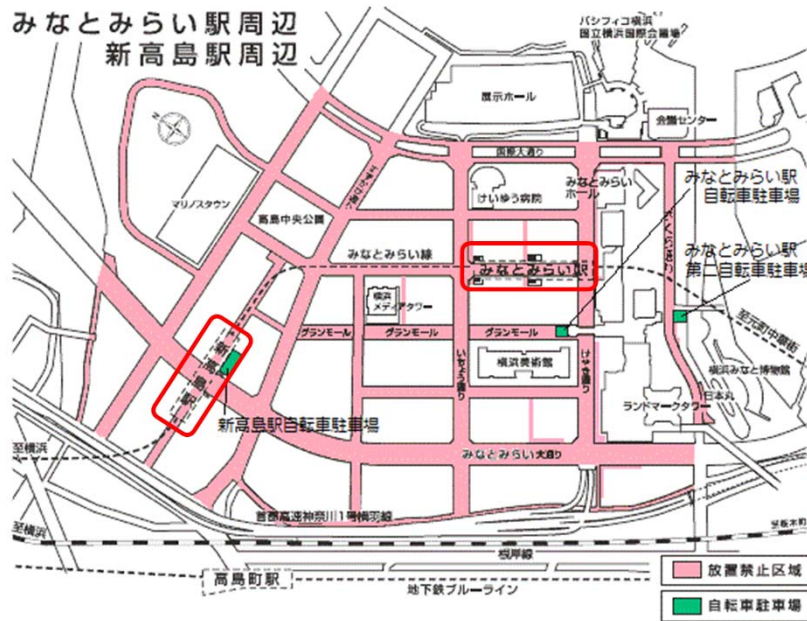 みなとみらい駅周辺
新高島駅周辺
パシフィコ横浜
国立横浜国際会議場
展示ホール
会議センター
国際大通り
みなとみらい駅
自転車駐車場
みなとみらい
ホール
けいゆう病院
マリノスタウン
高島中央公園
みなとみらい線
みなとみらい駅
みなとみらい駅
第二自転車駐車場
横浜
メディアタワー
グランモール
グランモール
グランモール
至元町中華街
新高島駅
いちょう通り
横浜美術館
けやき通り
横浜みなと博物館
日本丸
ランドマークタワー
新高島駅自転車駐車場
至横浜
みなとみらい大通り
首都高速神奈川1号横羽線
至横浜
至桜木町
根岸線
高島町駅
地下鉄ブルーライン
放置禁止区域
自転車駐車場
N